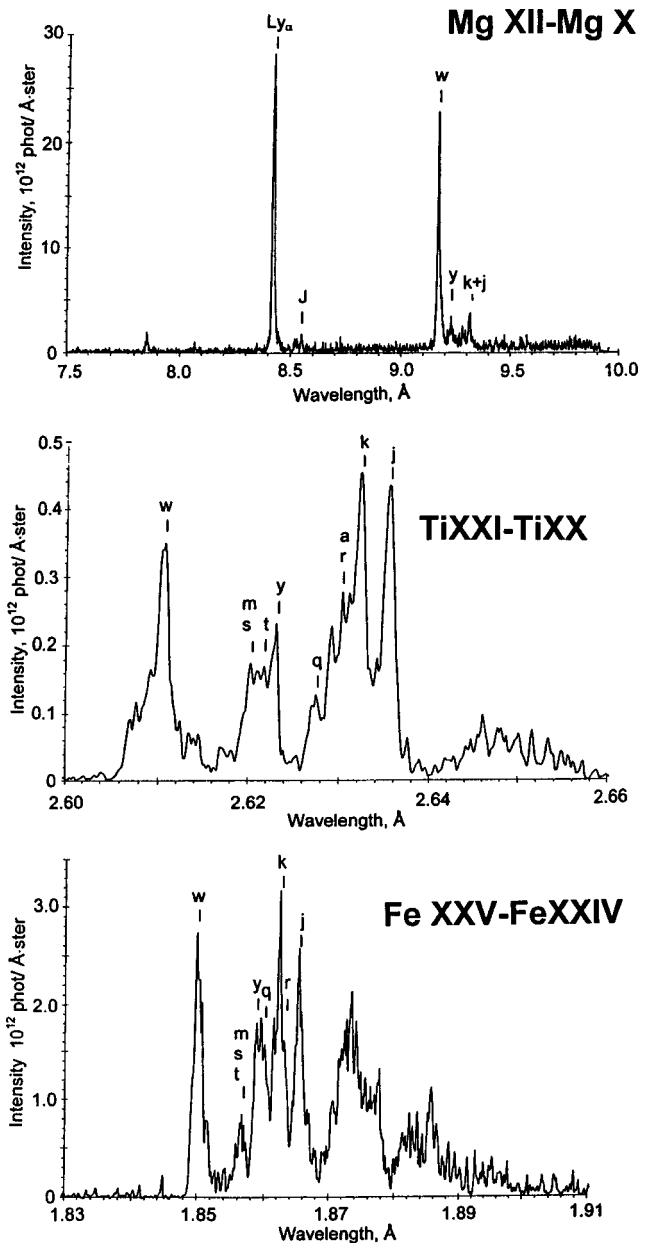 Mg XII-Mg X
Lyα
w
J
y
k+j
30
20
10
0
Intensity, 10¹² phot/ Å·ster
7.5 8.0 8.5 9.0 9.5 10.0
Wavelength, Å
TiXXI-TiXX
w
m
s
t
y
q
a
r
k
j
0.5
0.4
0.3
0.2
0.1
0
Intensity, 10¹² phot/ Å·ster
2.60 2.62 2.64 2.66
Wavelength, Å
Fe XXV-FeXXIV
w
m
s
t
y
q
k
r
j
3.0
2.0
1.0
0
Intensity 10¹² phot/ Å·ster
1.83 1.85 1.87 1.89 1.91
Wavelength, Å